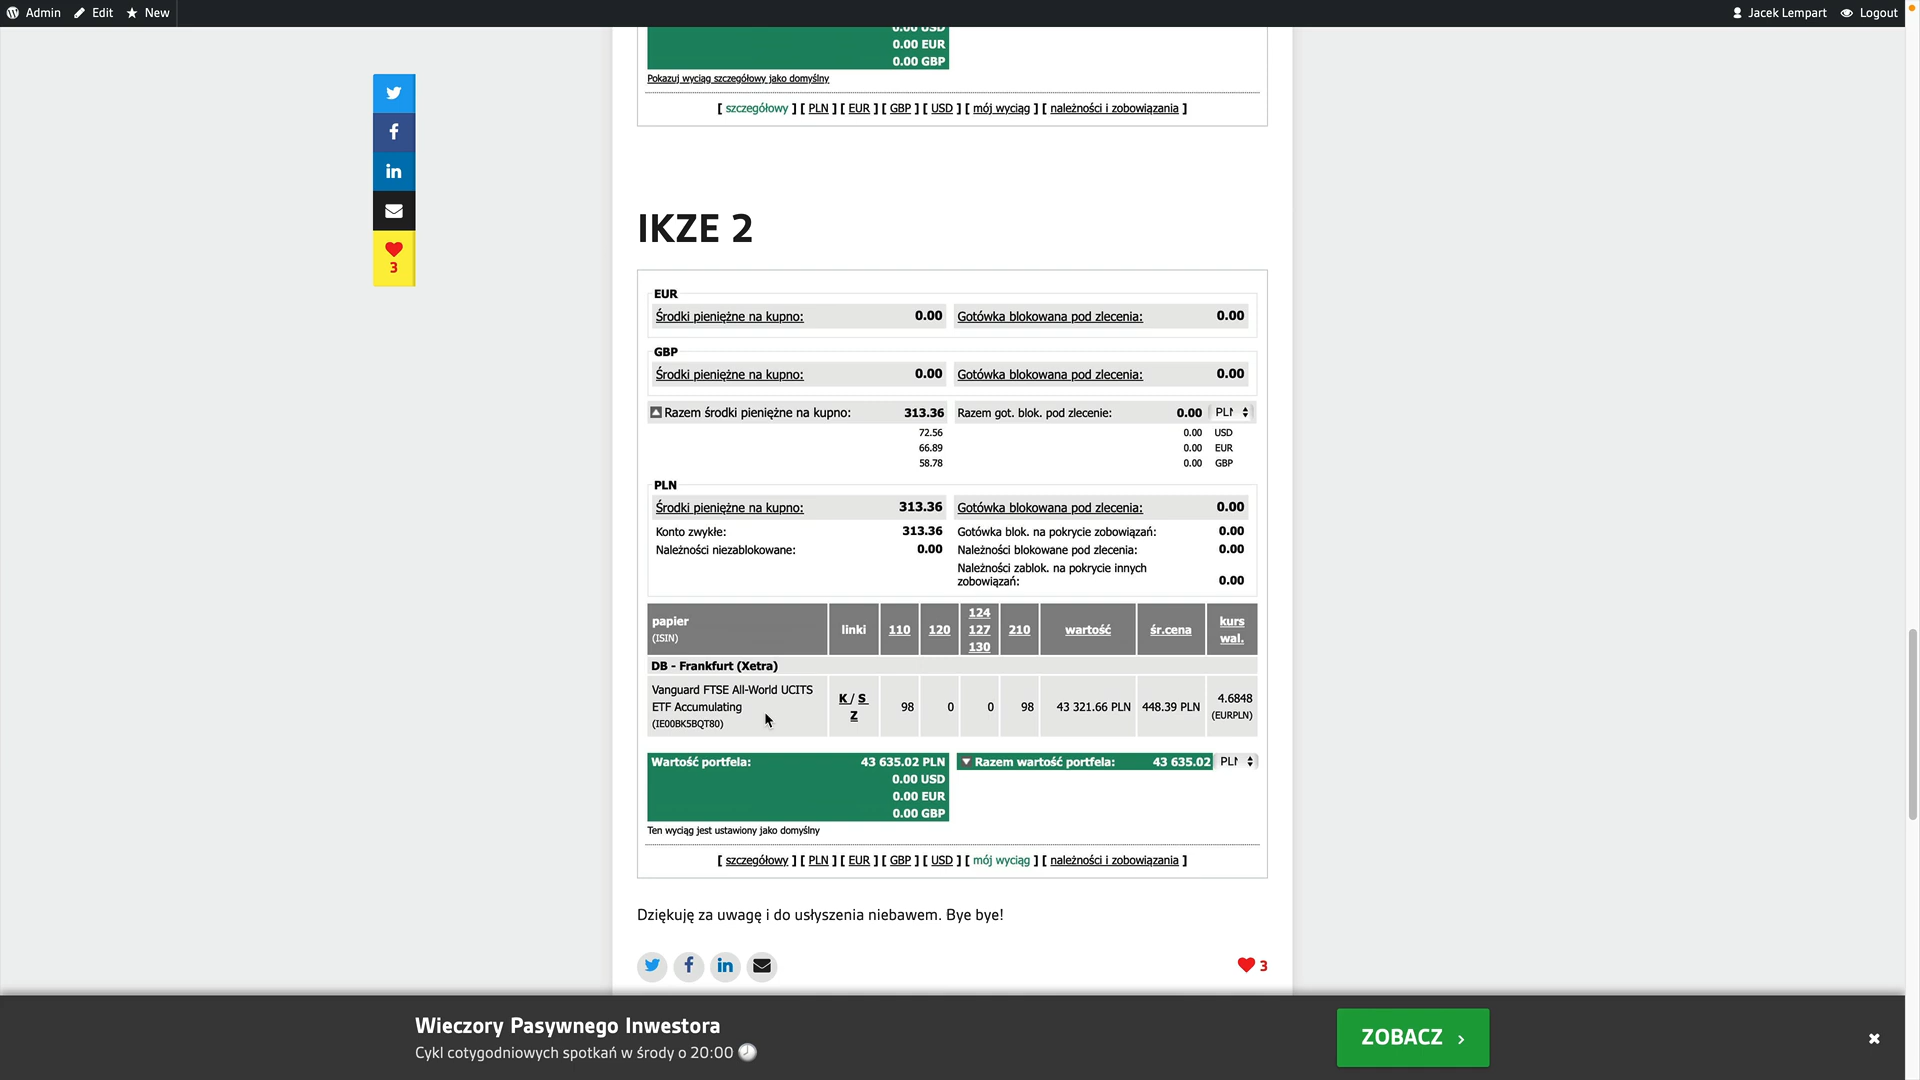 Admin Edit New Jacek Lempart Logout
0.00 USD
0.00 EUR
0.00 GBP
Pokazuj wyciąg szczegółowy jako domyślny
[ szczegółowy ] [ PLN ] [ EUR ] [ GBP ] [ USD ] [ mój wyciąg ] [ należności i zobowiązania ]
3
IKZE 2
EUR
Środki pieniężne na kupno: 0.00 Gotówka blokowana pod zlecenia: 0.00
GBP
Środki pieniężne na kupno: 0.00 Gotówka blokowana pod zlecenia: 0.00
Razem środki pieniężne na kupno: 313.36 Razem got. blok. pod zlecenie: 0.00 PLN
72.56 0.00 USD
66.89 0.00 EUR
58.78 0.00 GBP
PLN
Środki pieniężne na kupno: 313.36 Gotówka blokowana pod zlecenia: 0.00
Konto zwykłe: 313.36 Gotówka blok. na pokrycie zobowiązań: 0.00
Należności niezablokowane: 0.00 Należności blokowane pod zlecenia: 0.00
Należności zablok. na pokrycie innych
zobowiązań: 0.00
papier
(ISIN)
linki
110
120
124
127
130
210
wartość
śr.cena
kurs
wal.
DB - Frankfurt (Xetra)
Vanguard FTSE All-World UCITS
ETF Accumulating
(IE00BK5BQT80)
K / S
Z
98
0
0
98
43 321.66 PLN
448.39 PLN
4.6848
(EURPLN)
Wartość portfela: 43 635.02 PLN Razem wartość portfela: 43 635.02 PLN
0.00 USD
0.00 EUR
0.00 GBP
Ten wyciąg jest ustawiony jako domyślny
[ szczegółowy ] [ PLN ] [ EUR ] [ GBP ] [ USD ] [ mój wyciąg ] [ należności i zobowiązania ]
Dziękuję za uwagę i do usłyszenia niebawem. Bye bye!
3
Wieczory Pasywnego Inwestora
Cykl cotygodniowych spotkań w środy o 20:00
ZOBACZ